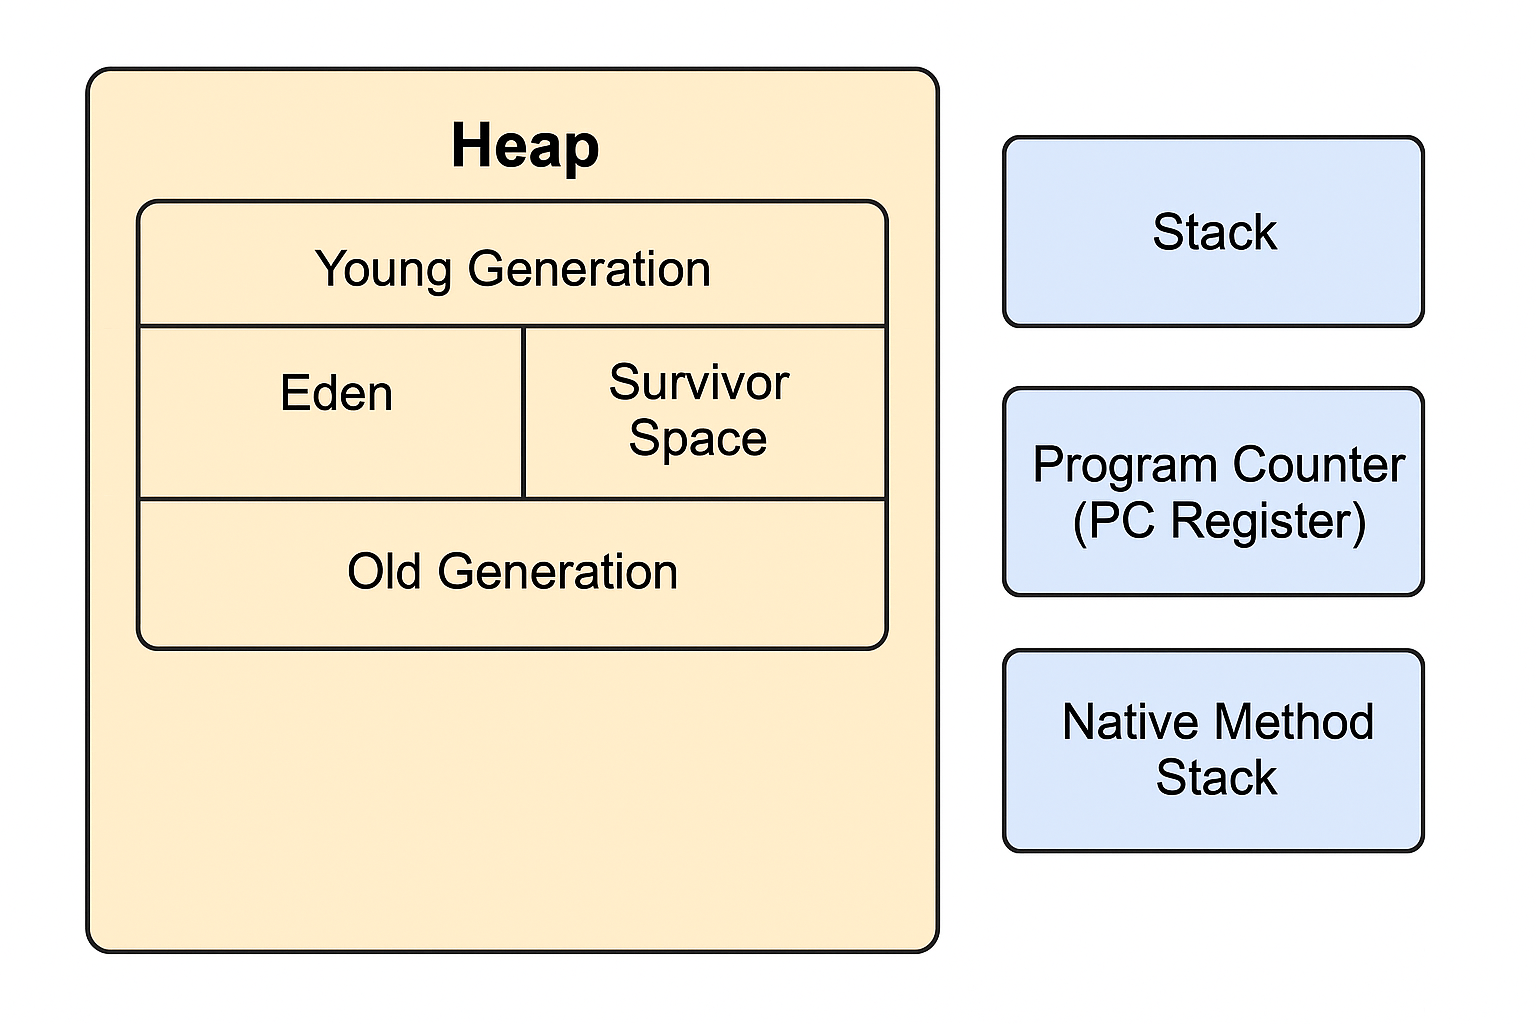 Heap
Young Generation
Eden
Survivor
Space
Old Generation
Stack
Program Counter
(PC Register)
Native Method
Stack